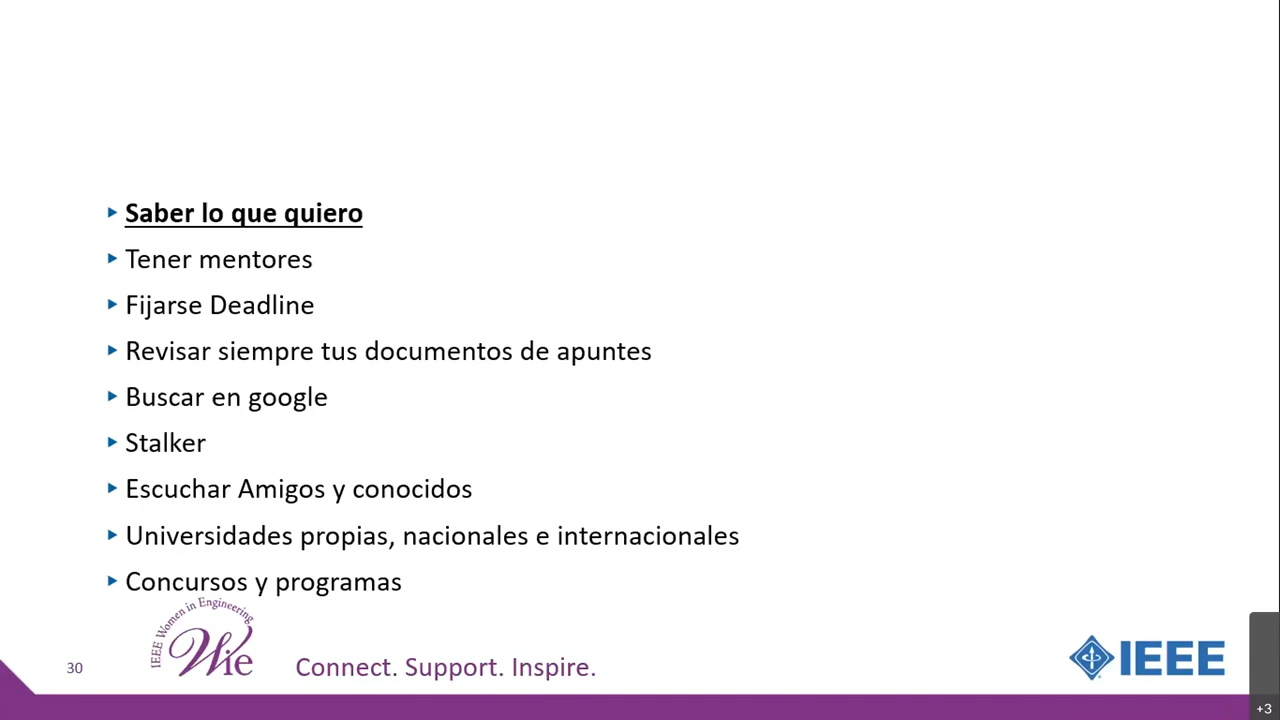 Saber lo que quiero
Tener mentores
Fijarse Deadline
Revisar siempre tus documentos de apuntes
Buscar en google
Stalker
Escuchar Amigos y conocidos
Universidades propias, nacionales e internacionales
Concursos y programas
30
IEEE Women in Engineering
Wie
Connect. Support. Inspire.
IEEE
+3